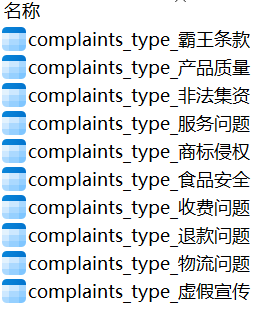 名称
complaints_type_霸王条款
complaints_type_产品质量
complaints_type_非法集资
complaints_type_服务问题
complaints_type_商标侵权
complaints_type_食品安全
complaints_type_收费问题
complaints_type_退款问题
complaints_type_物流问题
complaints_type_虚假宣传